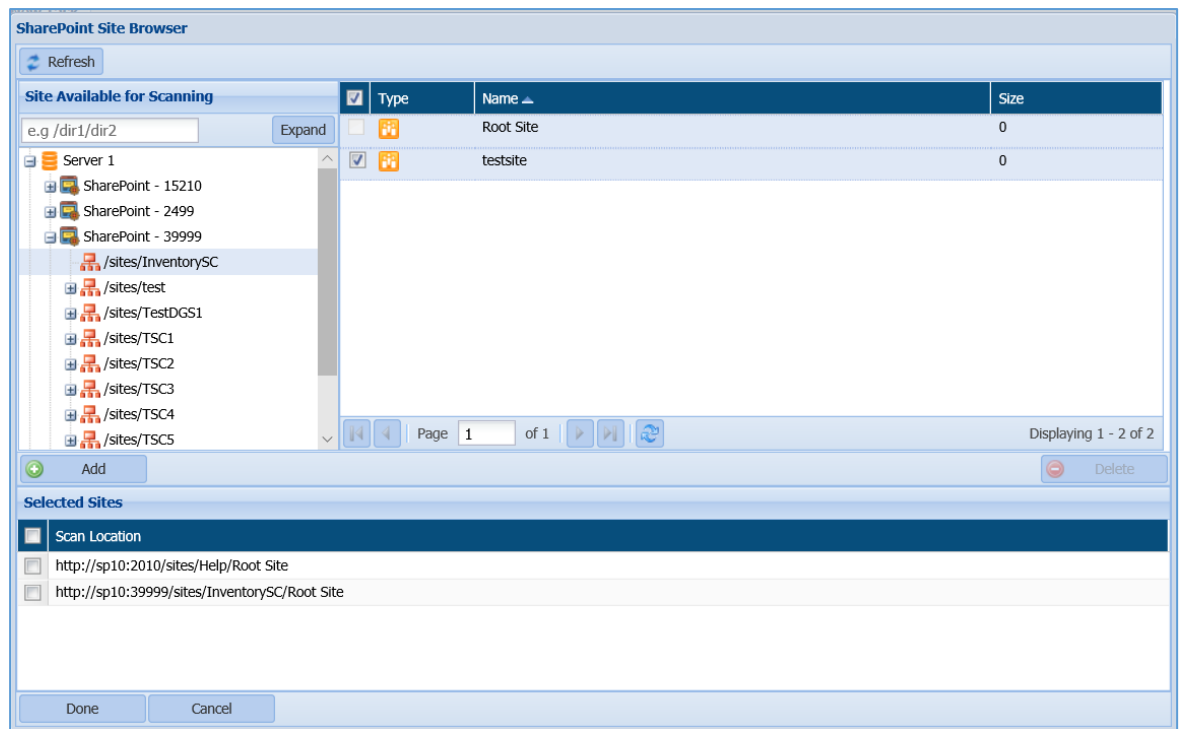 SharePoint Site Browser
Refresh
Site Available for Scanning
e.g /dir1/dir2 Expand
Server 1
SharePoint - 15210
SharePoint - 2499
SharePoint - 39999
/sites/InventorySC
/sites/test
/sites/TestDGS1
/sites/TSC1
/sites/TSC2
/sites/TSC3
/sites/TSC4
/sites/TSC5
Type Name Size
Root Site 0
testsite 0
Page 1 of 1 Displaying 1 - 2 of 2
Add Delete
Selected Sites
Scan Location
http://sp10:2010/sites/Help/Root Site
http://sp10:39999/sites/InventorySC/Root Site
Done Cancel